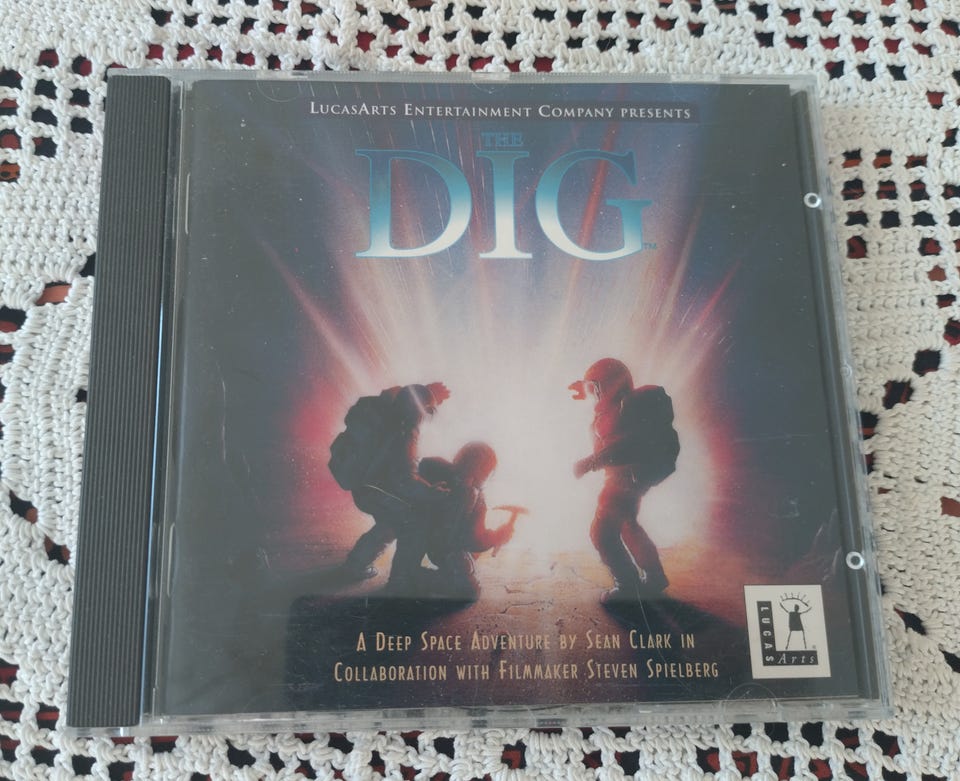 LucasArts Entertainment Company presents
THE
DIG™
A Deep Space Adventure by Sean Clark in
Collaboration with Filmmaker Steven Spielberg
LUCAS
Arts